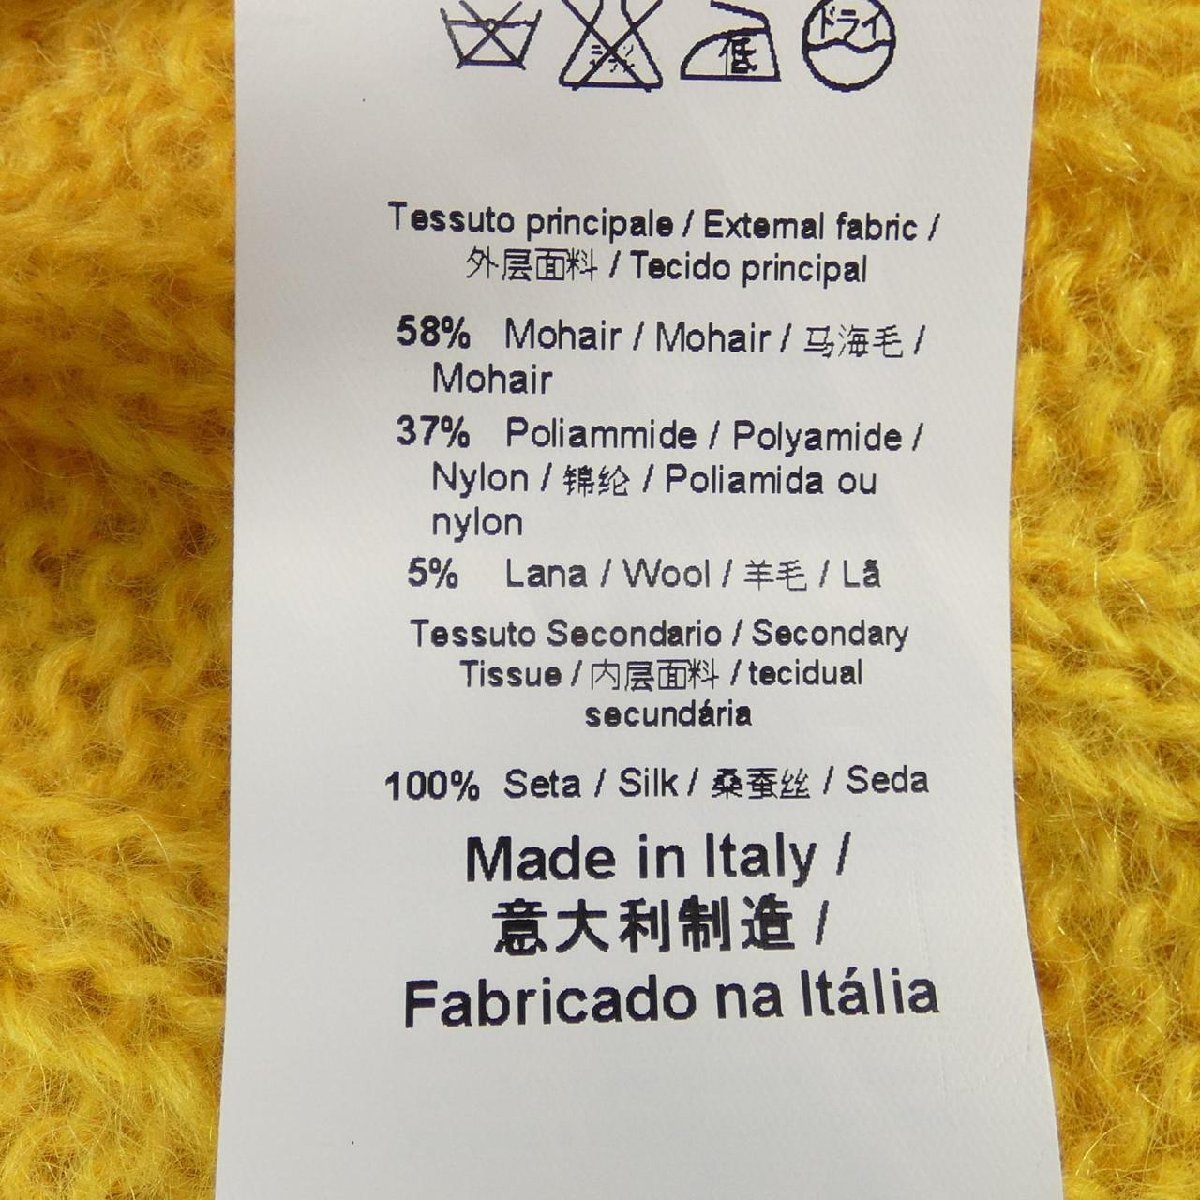 ドライ
低
Tessuto principale / External fabric /
外层面料 / Tecido principal
58% Mohair / Mohair / 马海毛 /
Mohair
37% Poliammide / Polyamide /
Nylon / 锦纶 / Poliamida ou
nylon
5% Lana / Wool / 羊毛 / Lã
Tessuto Secondario / Secondary
Tissue / 内层面料 / tecidual
secundária
100% Seta / Silk / 桑蚕丝 / Seda
Made in Italy /
意大利制造 /
Fabricado na Itália